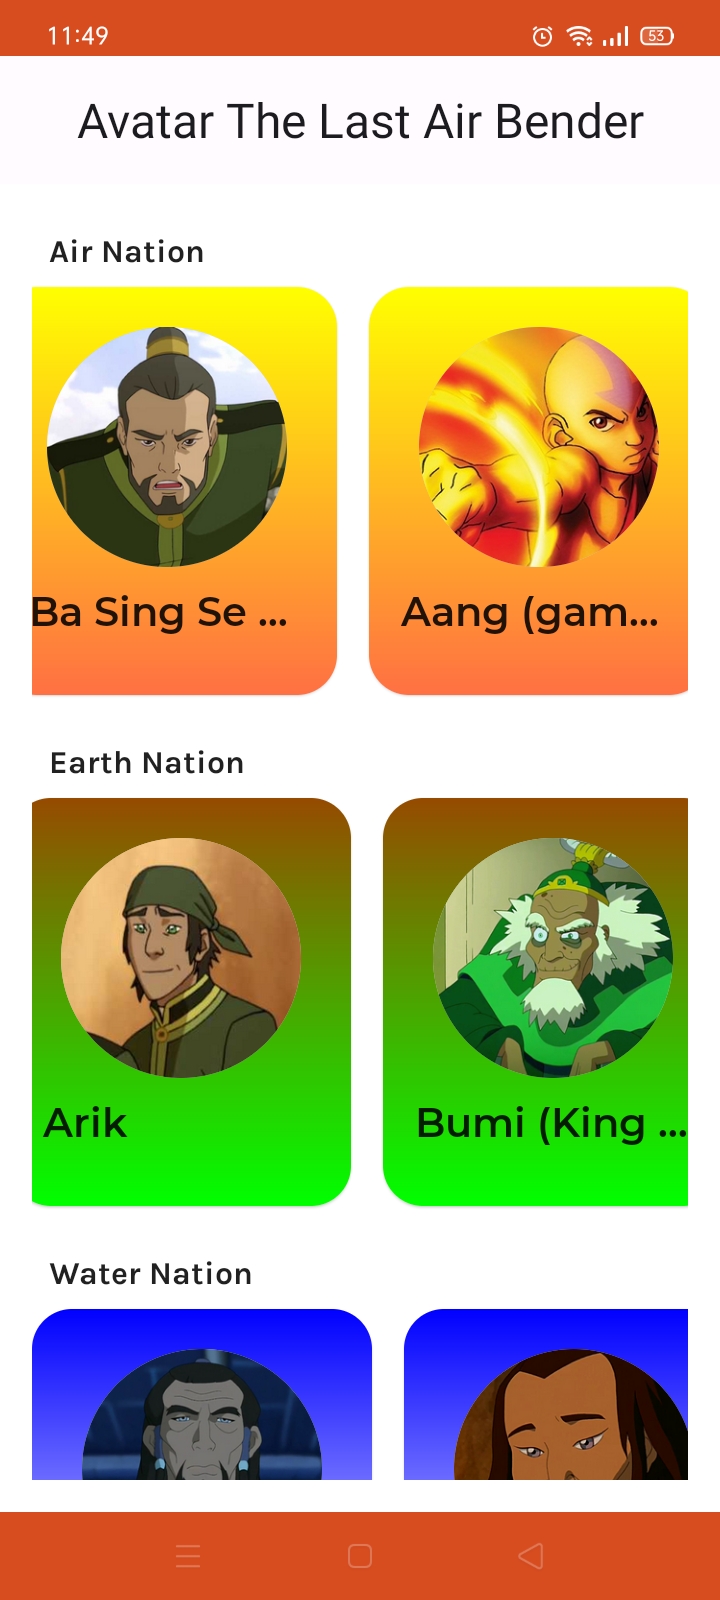 11:49
53
Avatar The Last Air Bender
Air Nation
Ba Sing Se ...
Aang (gam...
Earth Nation
Arik
Bumi (King ...
Water Nation